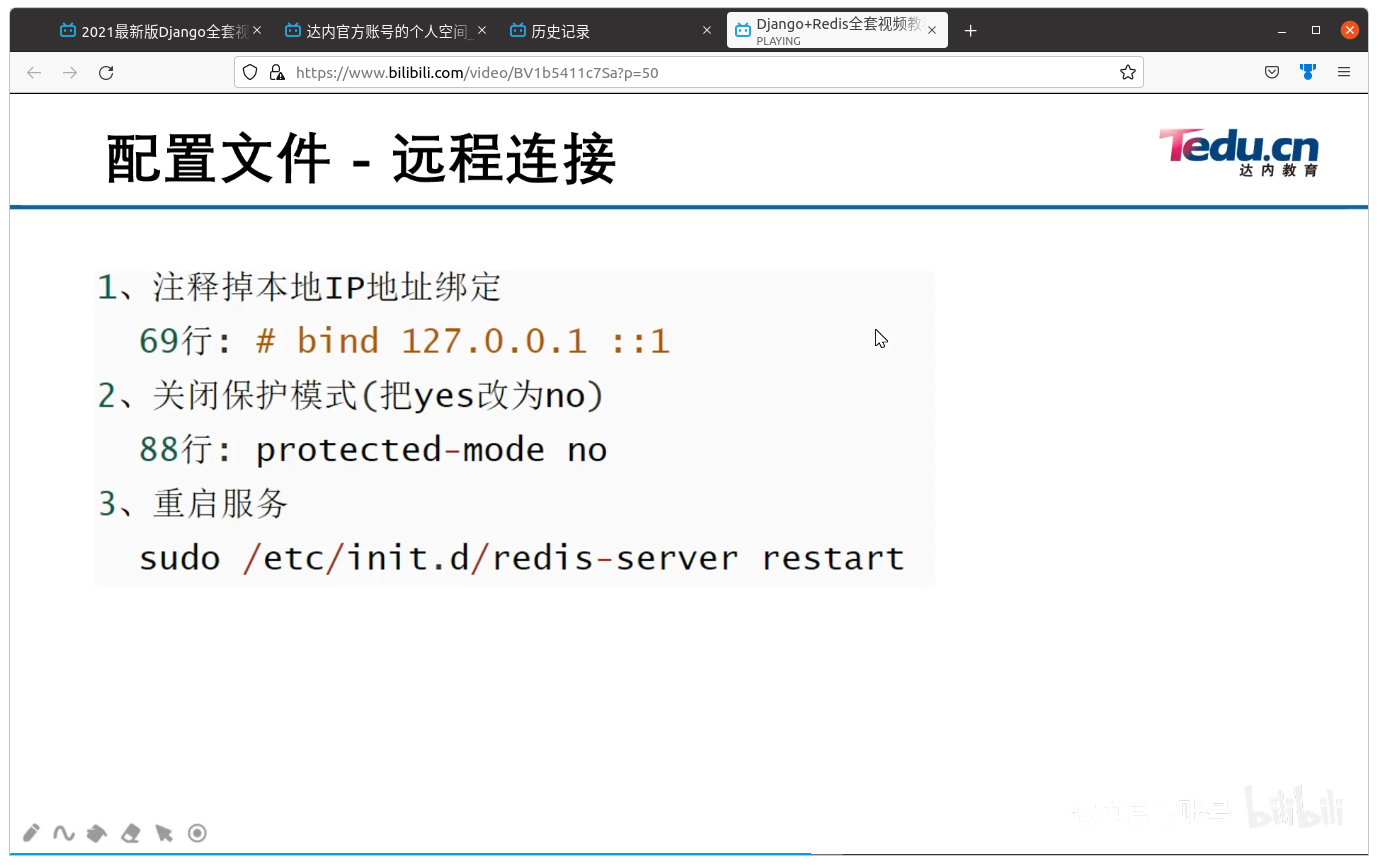 2021最新版Django全套视
达内官方账号的个人空间_
历史记录
Django+Redis全套视频教
PLAYING
https://www.bilibili.com/video/BV1b5411c7Sa?p=50
配置文件 - 远程连接
Tedu.cn
达内教育
1、注释掉本地IP地址绑定
69行: # bind 127.0.0.1 ::1
2、关闭保护模式(把yes改为no)
88行: protected-mode no
3、重启服务
sudo /etc/init.d/redis-server restart
达内官方账号 bilibili